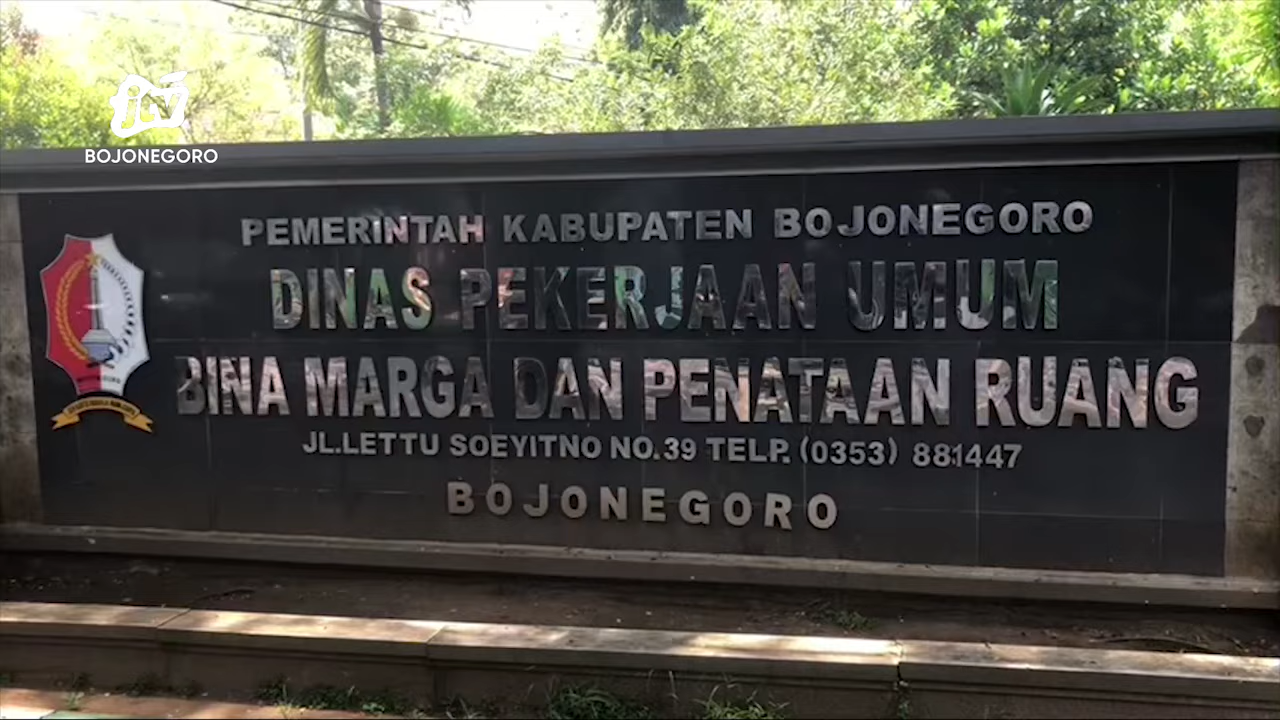 jtv
BOJONEGORO
PEMERINTAH KABUPATEN BOJONEGORO
DINAS PEKERJAAN UMUM
BINA MARGA DAN PENATAAN RUANG
JL.LETTU SOEYITNO NO.39 TELP. (0353) 881447
BOJONEGORO